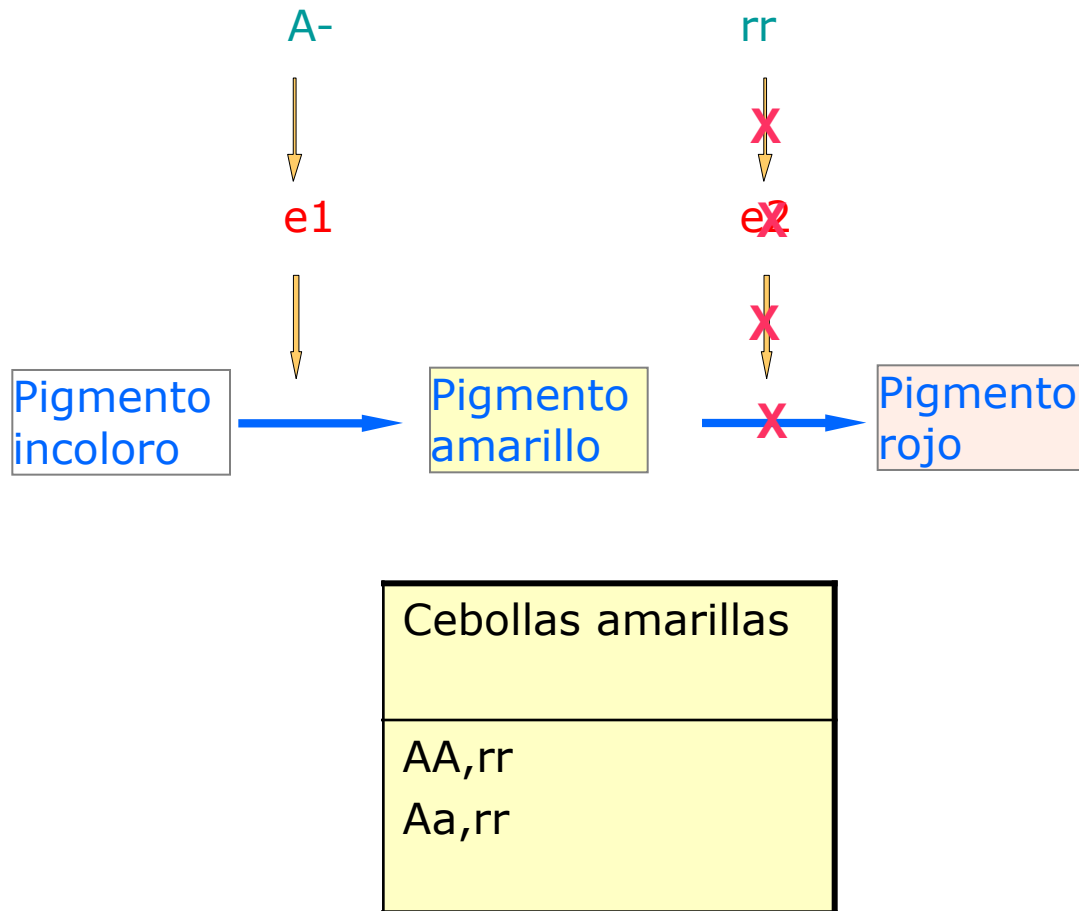 A-
rr
X
e1
e2
X
X
Pigmento
incoloro
Pigmento
amarillo
X
Pigmento
rojo
Cebollas amarillas
AA,rr
Aa,rr